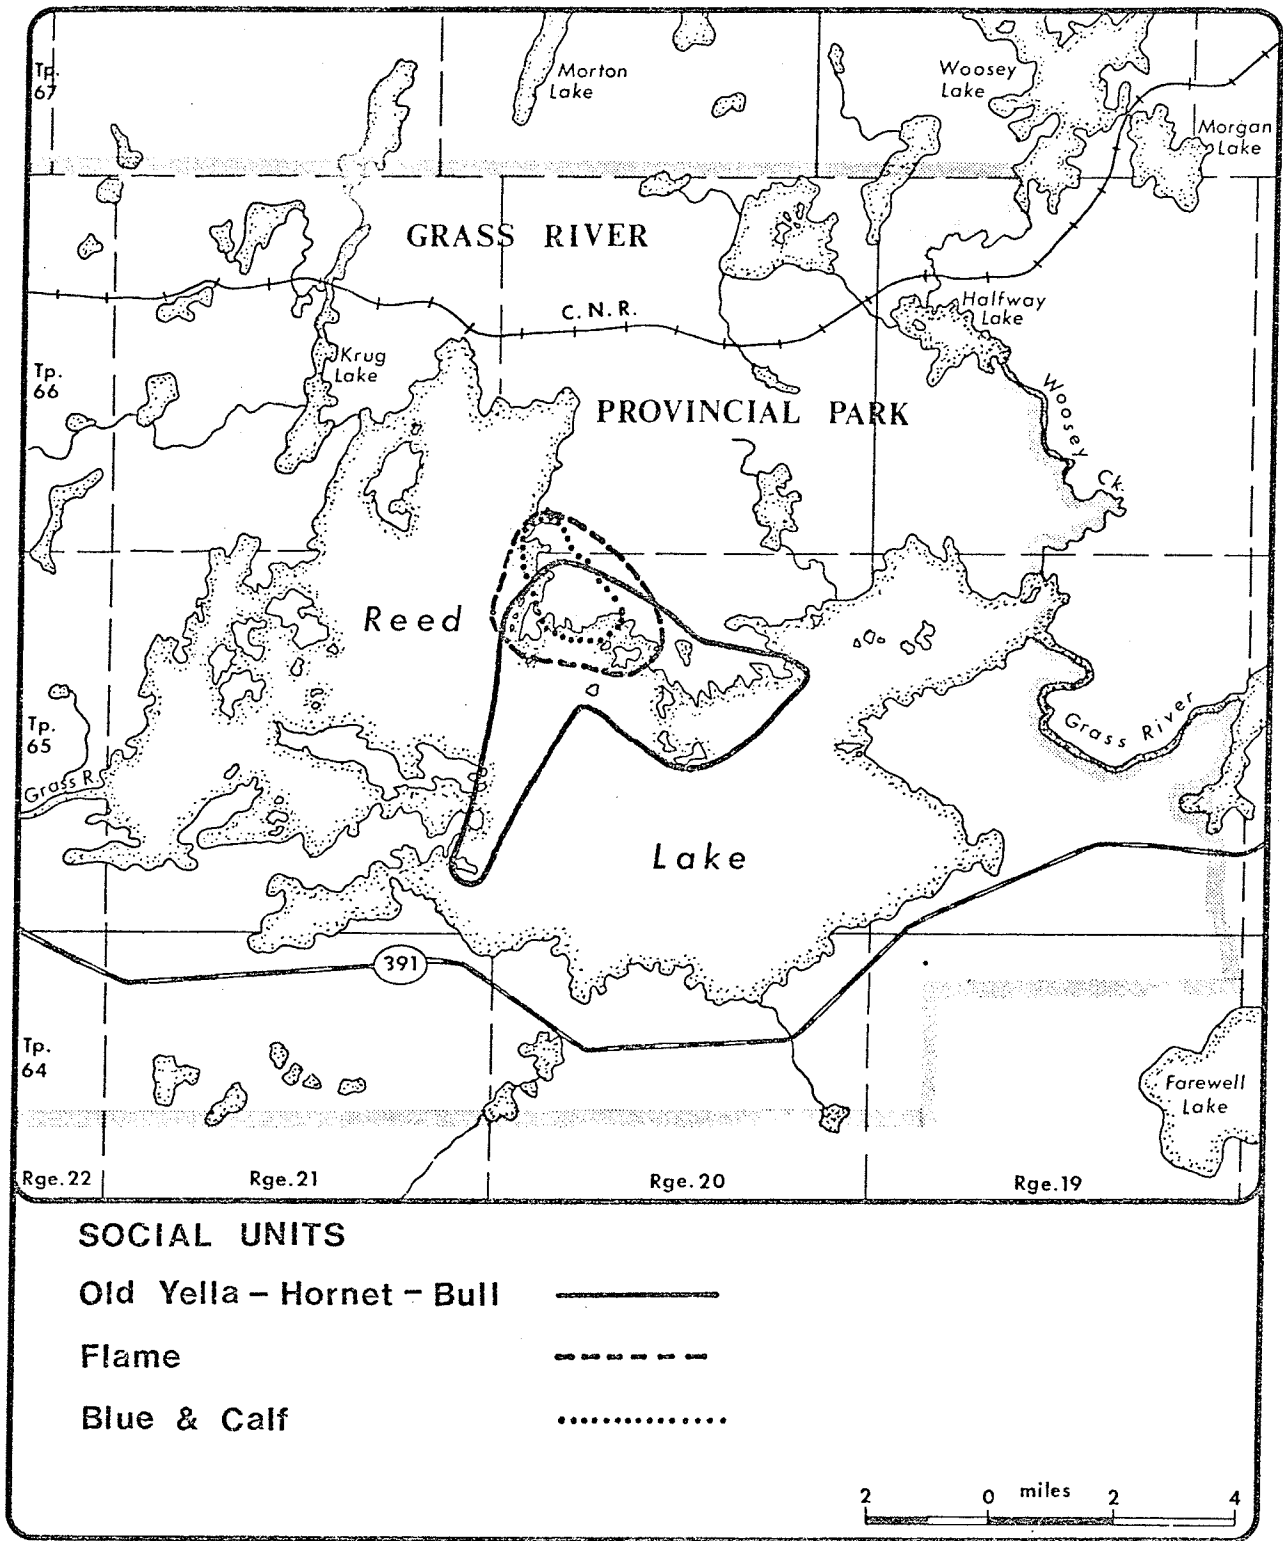 Tp.
67
Morton
Lake
Woosey
Lake
Morgan
Lake
GRASS RIVER
C.N.R.
Halfway
Lake
Krug
Lake
Tp.
66
PROVINCIAL PARK
Woosey Ck.
Reed
Tp.
65
Grass River
Grass R.
Lake
391
Tp.
64
Farewell
Lake
Rge.22 Rge.21 Rge.20 Rge.19
SOCIAL UNITS
Old Yella – Hornet – Bull
Flame
Blue & Calf
2 0 miles 2 4